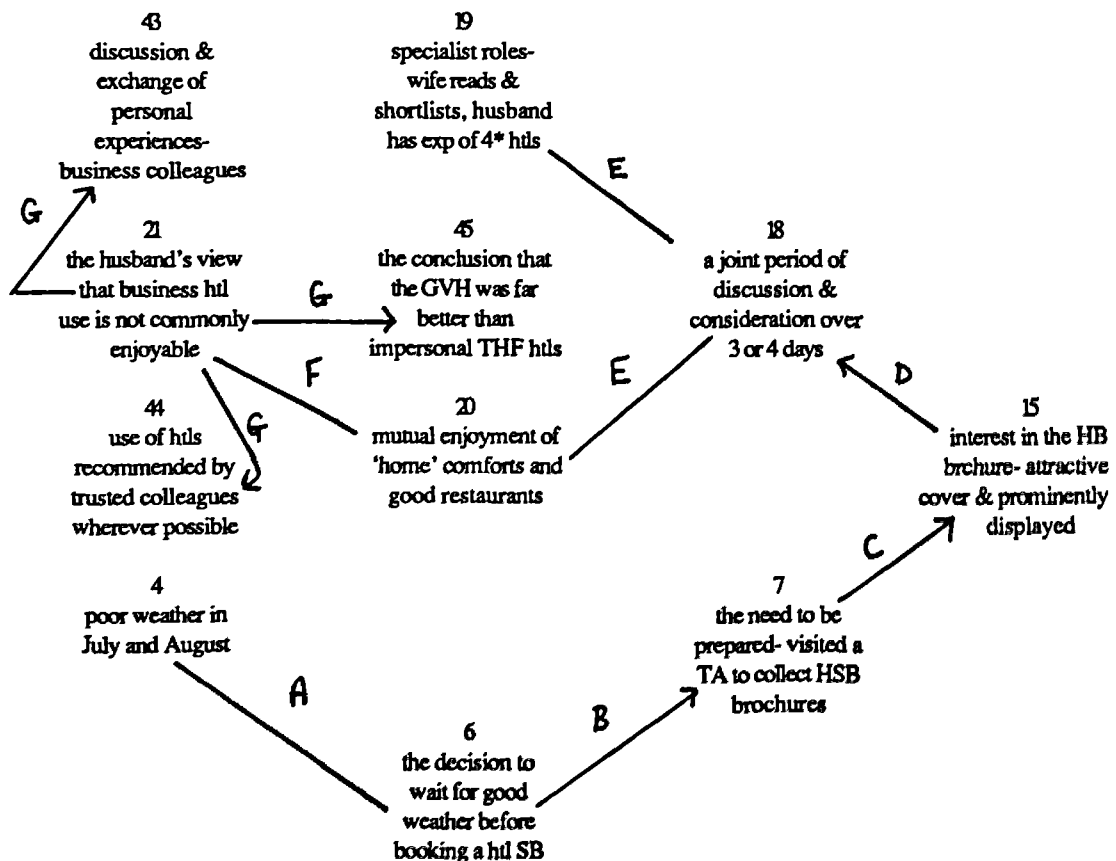 43
discussion &
exchange of
personal
experiences-
business colleagues
19
specialist roles-
wife reads &
shortlists, husband
has exp of 4* htls
E
G
21
the husband's view
that business htl
use is not commonly
enjoyable
G
45
the conclusion that
the GVH was far
better than
impersonal THF htls
18
a joint period of
discussion &
consideration over
3 or 4 days
F
E
D
44
use of htls
recommended by
trusted colleagues
wherever possible
G
20
mutual enjoyment of
'home' comforts and
good restaurants
15
interest in the HB
brchure- attractive
cover & prominently
displayed
C
4
poor weather in
July and August
7
the need to be
prepared- visited a
TA to collect HSB
brochures
A
B
6
the decision to
wait for good
weather before
booking a htl SB